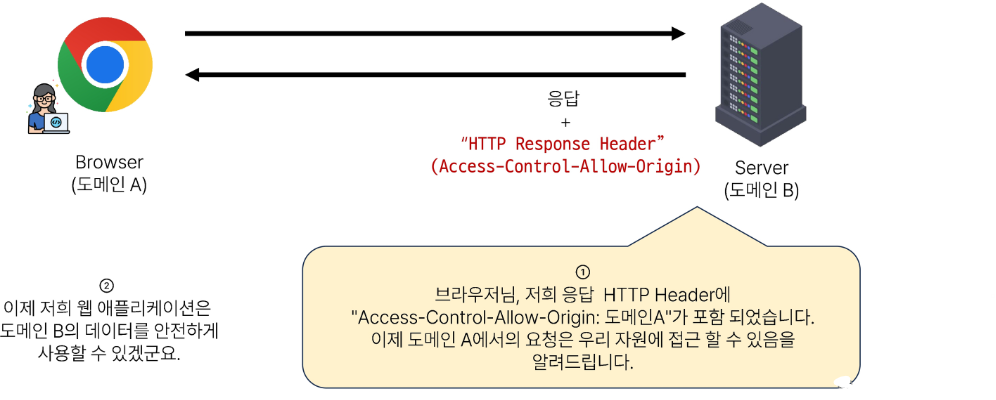 응답
+
“HTTP Response Header”
(Access-Control-Allow-Origin)
Browser
(도메인 A)
Server
(도메인 B)
①
브라우저님, 저희 응답 HTTP Header에
"Access-Control-Allow-Origin: 도메인A"가 포함 되었습니다.
이제 도메인 A에서의 요청은 우리 자원에 접근 할 수 있음을
알려드립니다.
②
이제 저희 웹 애플리케이션은
도메인 B의 데이터를 안전하게
사용할 수 있겠군요.